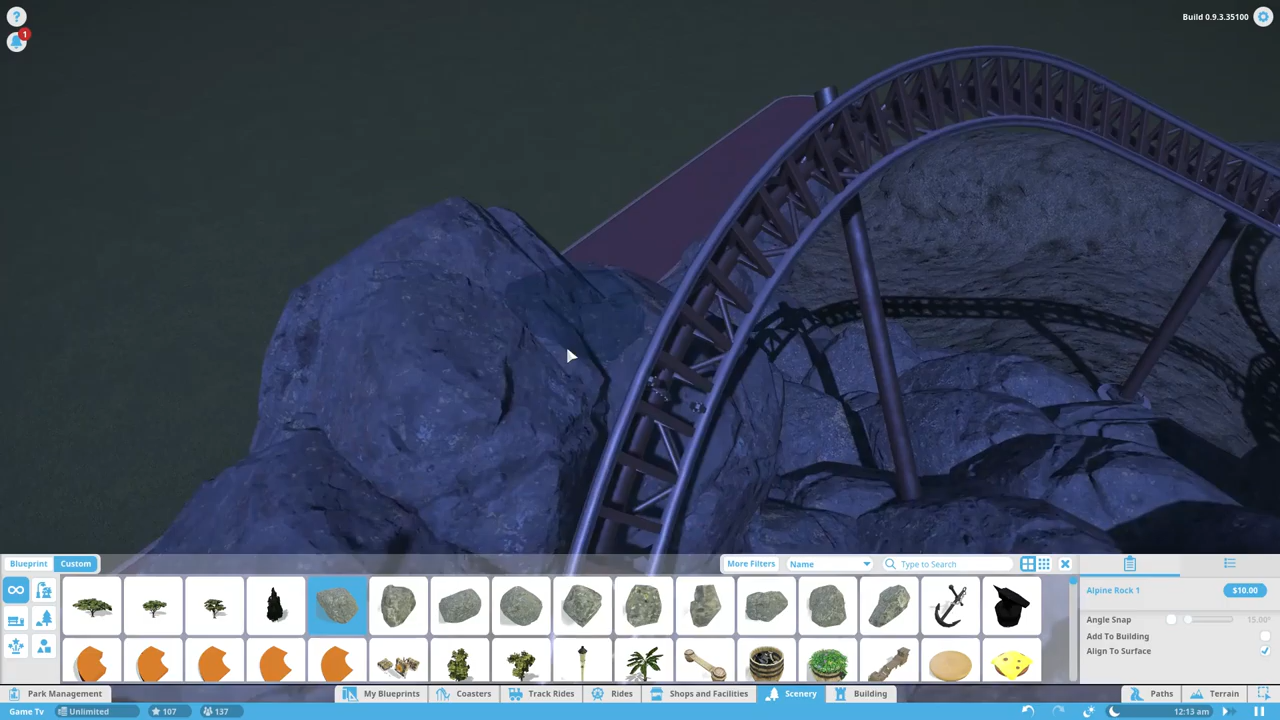 ?
1
Build 0.9.3.35100
Blueprint
Custom
More Filters
Name
Type to Search
Alpine Rock 1
$10.00
Angle Snap
15.00°
Add To Building
Align To Surface
Park Management
My Blueprints
Coasters
Track Rides
Rides
Shops and Facilities
Scenery
Building
Paths
Terrain
Game Tv
Unlimited
107
137
12:13 am